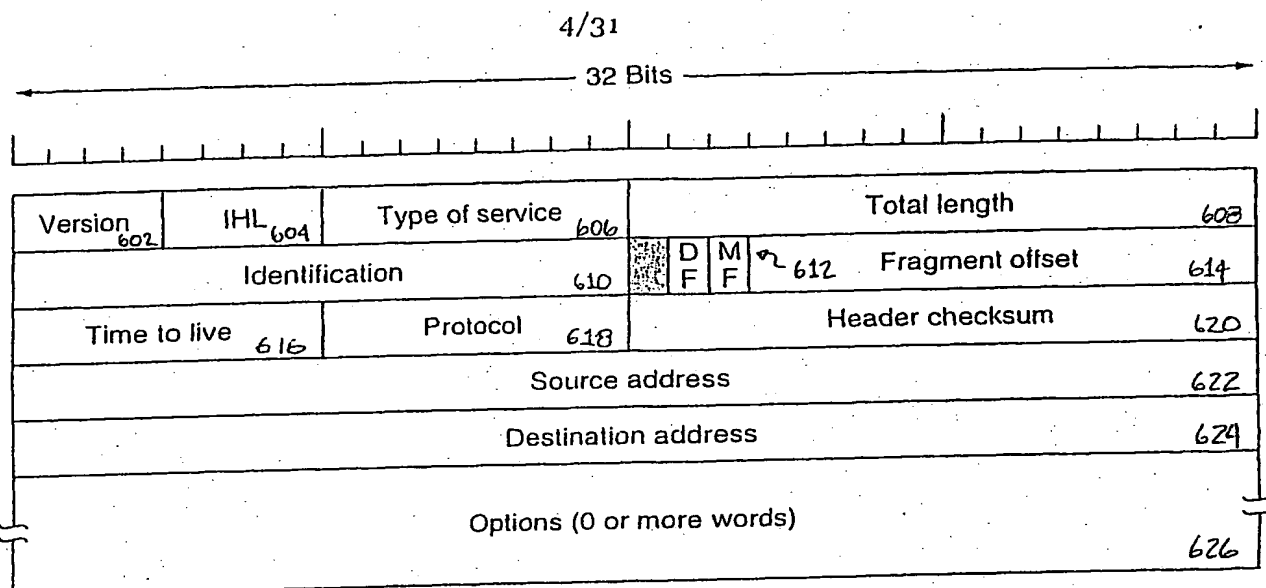 4/31
32 Bits
Version 602 IHL 604 Type of service 606 Total length 608
Identification 610 DF MF 612 Fragment offset 614
Time to live 616 Protocol 618 Header checksum 620
Source address 622
Destination address 624
Options (0 or more words)
626